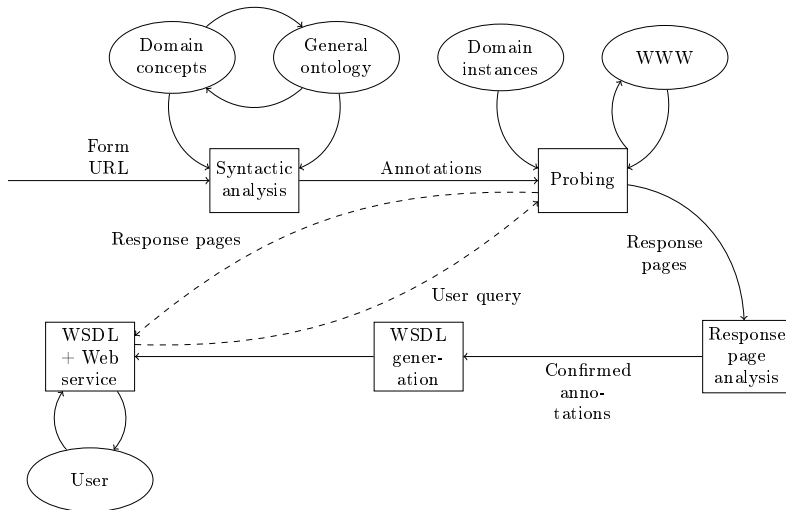 Domain
concepts
General
ontology
Domain
instances
WWW
Form
URL
Syntactic
analysis
Annotations
Probing
Response pages
Response
pages
User query
WSDL
+ Web
service
WSDL
gener-
ation
Response
page
analysis
Confirmed
anno-
tations
User